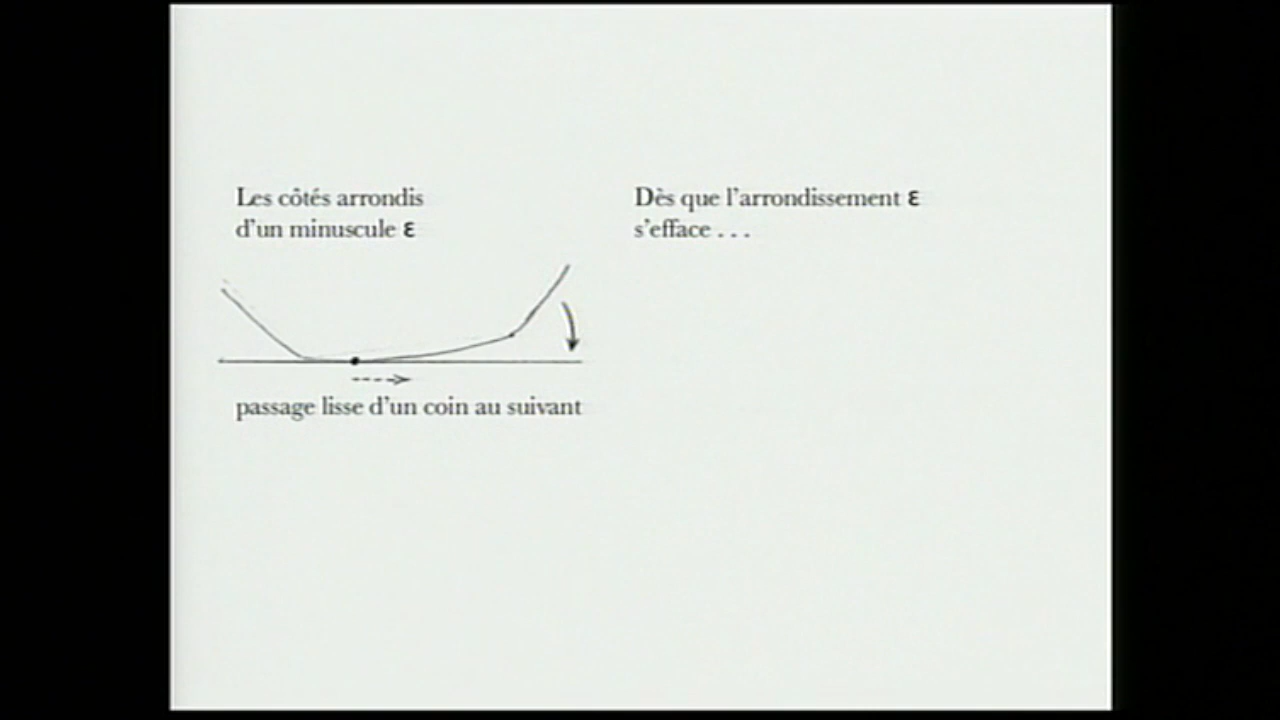 Les côtés arrondis
d'un minuscule ε
passage lisse d'un coin au suivant
Dès que l'arrondissement ε
s'efface . . .